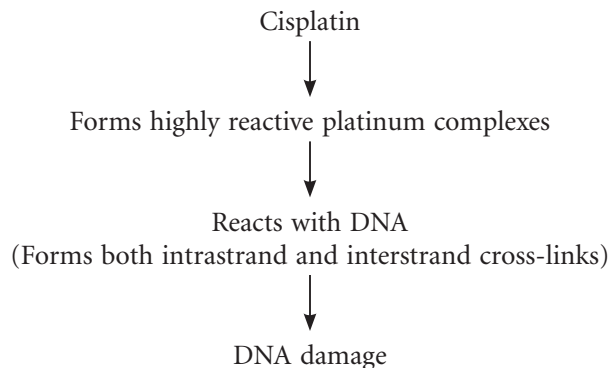 Cisplatin
Forms highly reactive platinum complexes
Reacts with DNA
(Forms both intrastrand and interstrand cross-links)
DNA damage